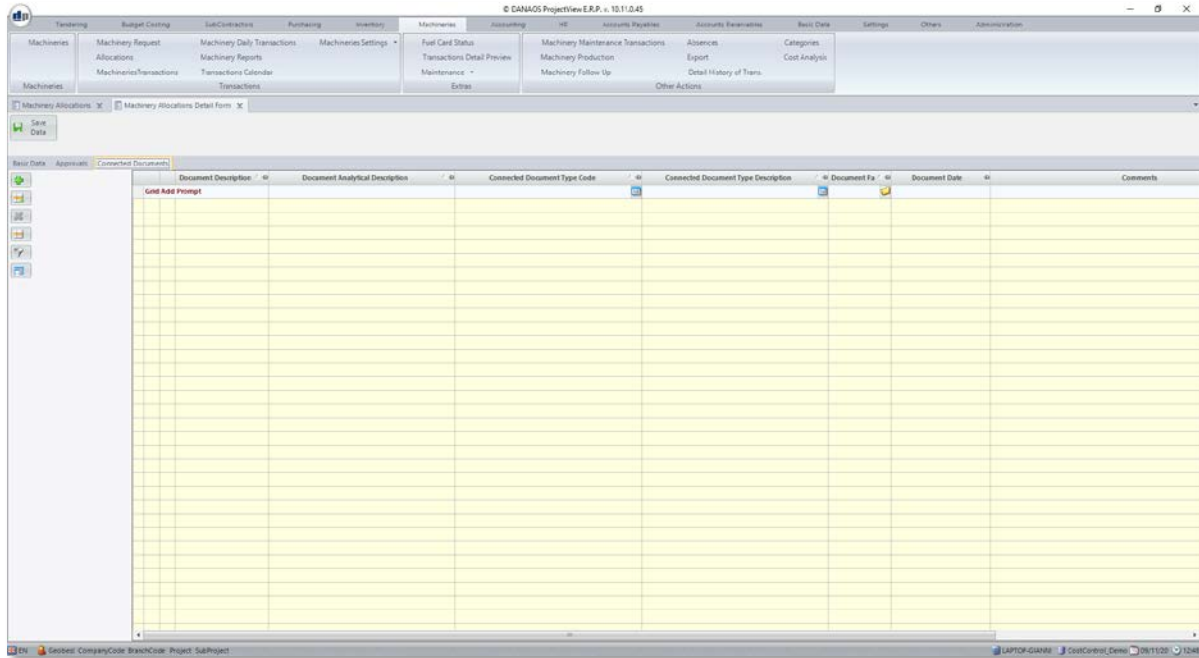 © DANAOS ProjectView E.R.P. v. 10.11.0.45
Tendering Budget Costing SubContractors Purchasing Inventory Machineries Accounting HR Accounts Payables Accounts Receivables Basic Data Settings Others Administration
Machineries Machinery Request Machinery Daily Transactions Machineries Settings Fuel Card Status Machinery Maintenance Transactions Absences Categories
Allocations Machinery Reports Transactions Detail Preview Machinery Production Export Cost Analysis
MachineriesTransactions Transactions Calendar Maintenance Machinery Follow Up Detail History of Trans.
Machineries Transactions Extras Other Actions
Machinery Allocations Machinery Allocations Detail Form
Save
Data
Basic Data Approvals Connected Documents
Document Description Document Analytical Description Connected Document Type Code Connected Document Type Description Document Fa Document Date Comments
Grid Add Prompt
EN Geobest CompanyCode BranchCode Project SubProject LAPTOP-GIANNI CostControl_Demo 09/11/20